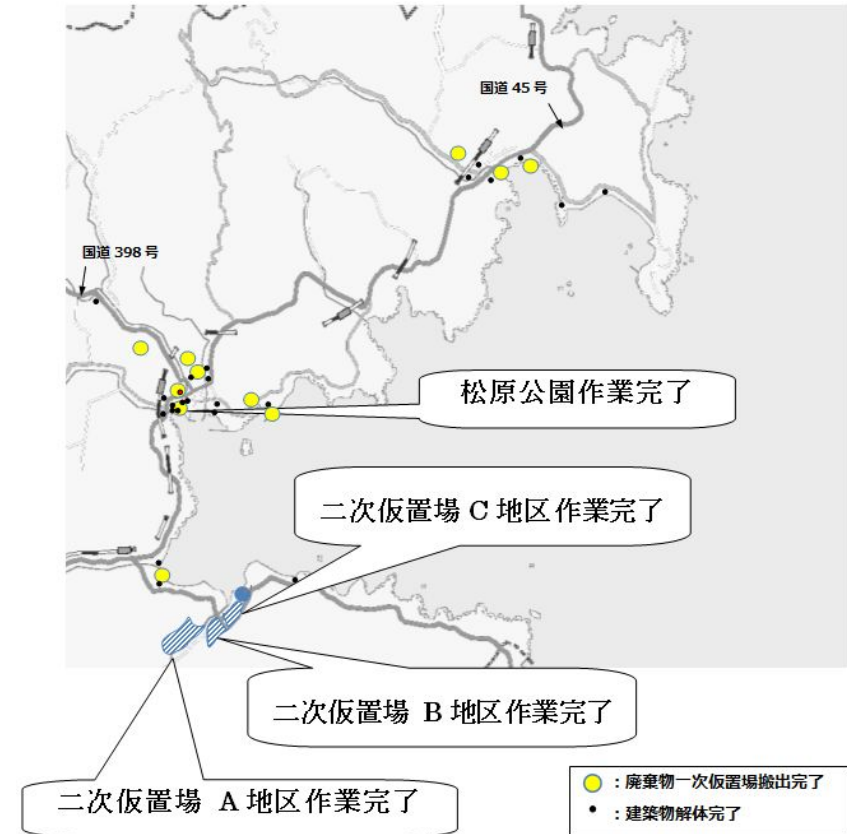 国道 45 号
国道 398 号
松原公園作業完了
二次仮置場 C 地区作業完了
二次仮置場 B 地区作業完了
二次仮置場 A 地区作業完了
：廃棄物一次仮置場搬出完了
：建築物解体完了